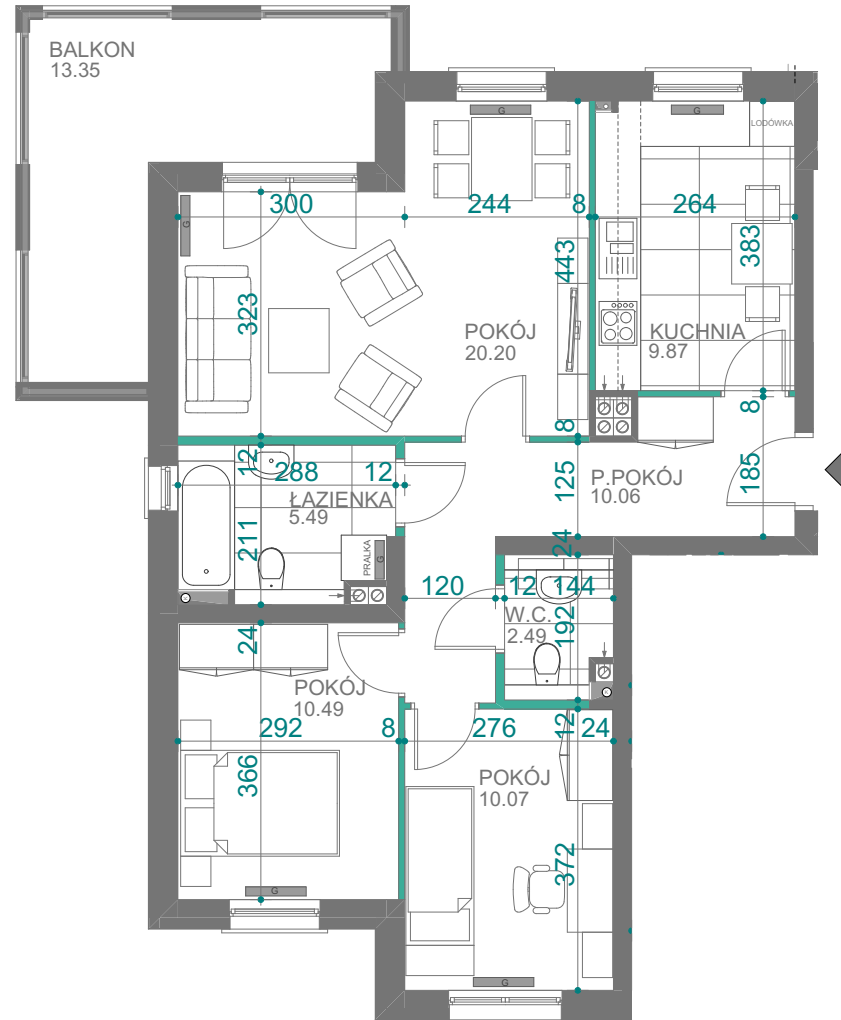 BALKON
13.35
G
LODÓWKA
300
244
8
264
G
443
383
323
POKÓJ
20.20
KUCHNIA
9.87
8
8
12
288
12
ŁAZIENKA
5.49
125
P.POKÓJ
10.06
185
211
PRALKA
G
24
120
12
144
W.C.
2.49
192
24
POKÓJ
10.49
292
8
276
12
24
366
POKÓJ
10.07
372
G
G